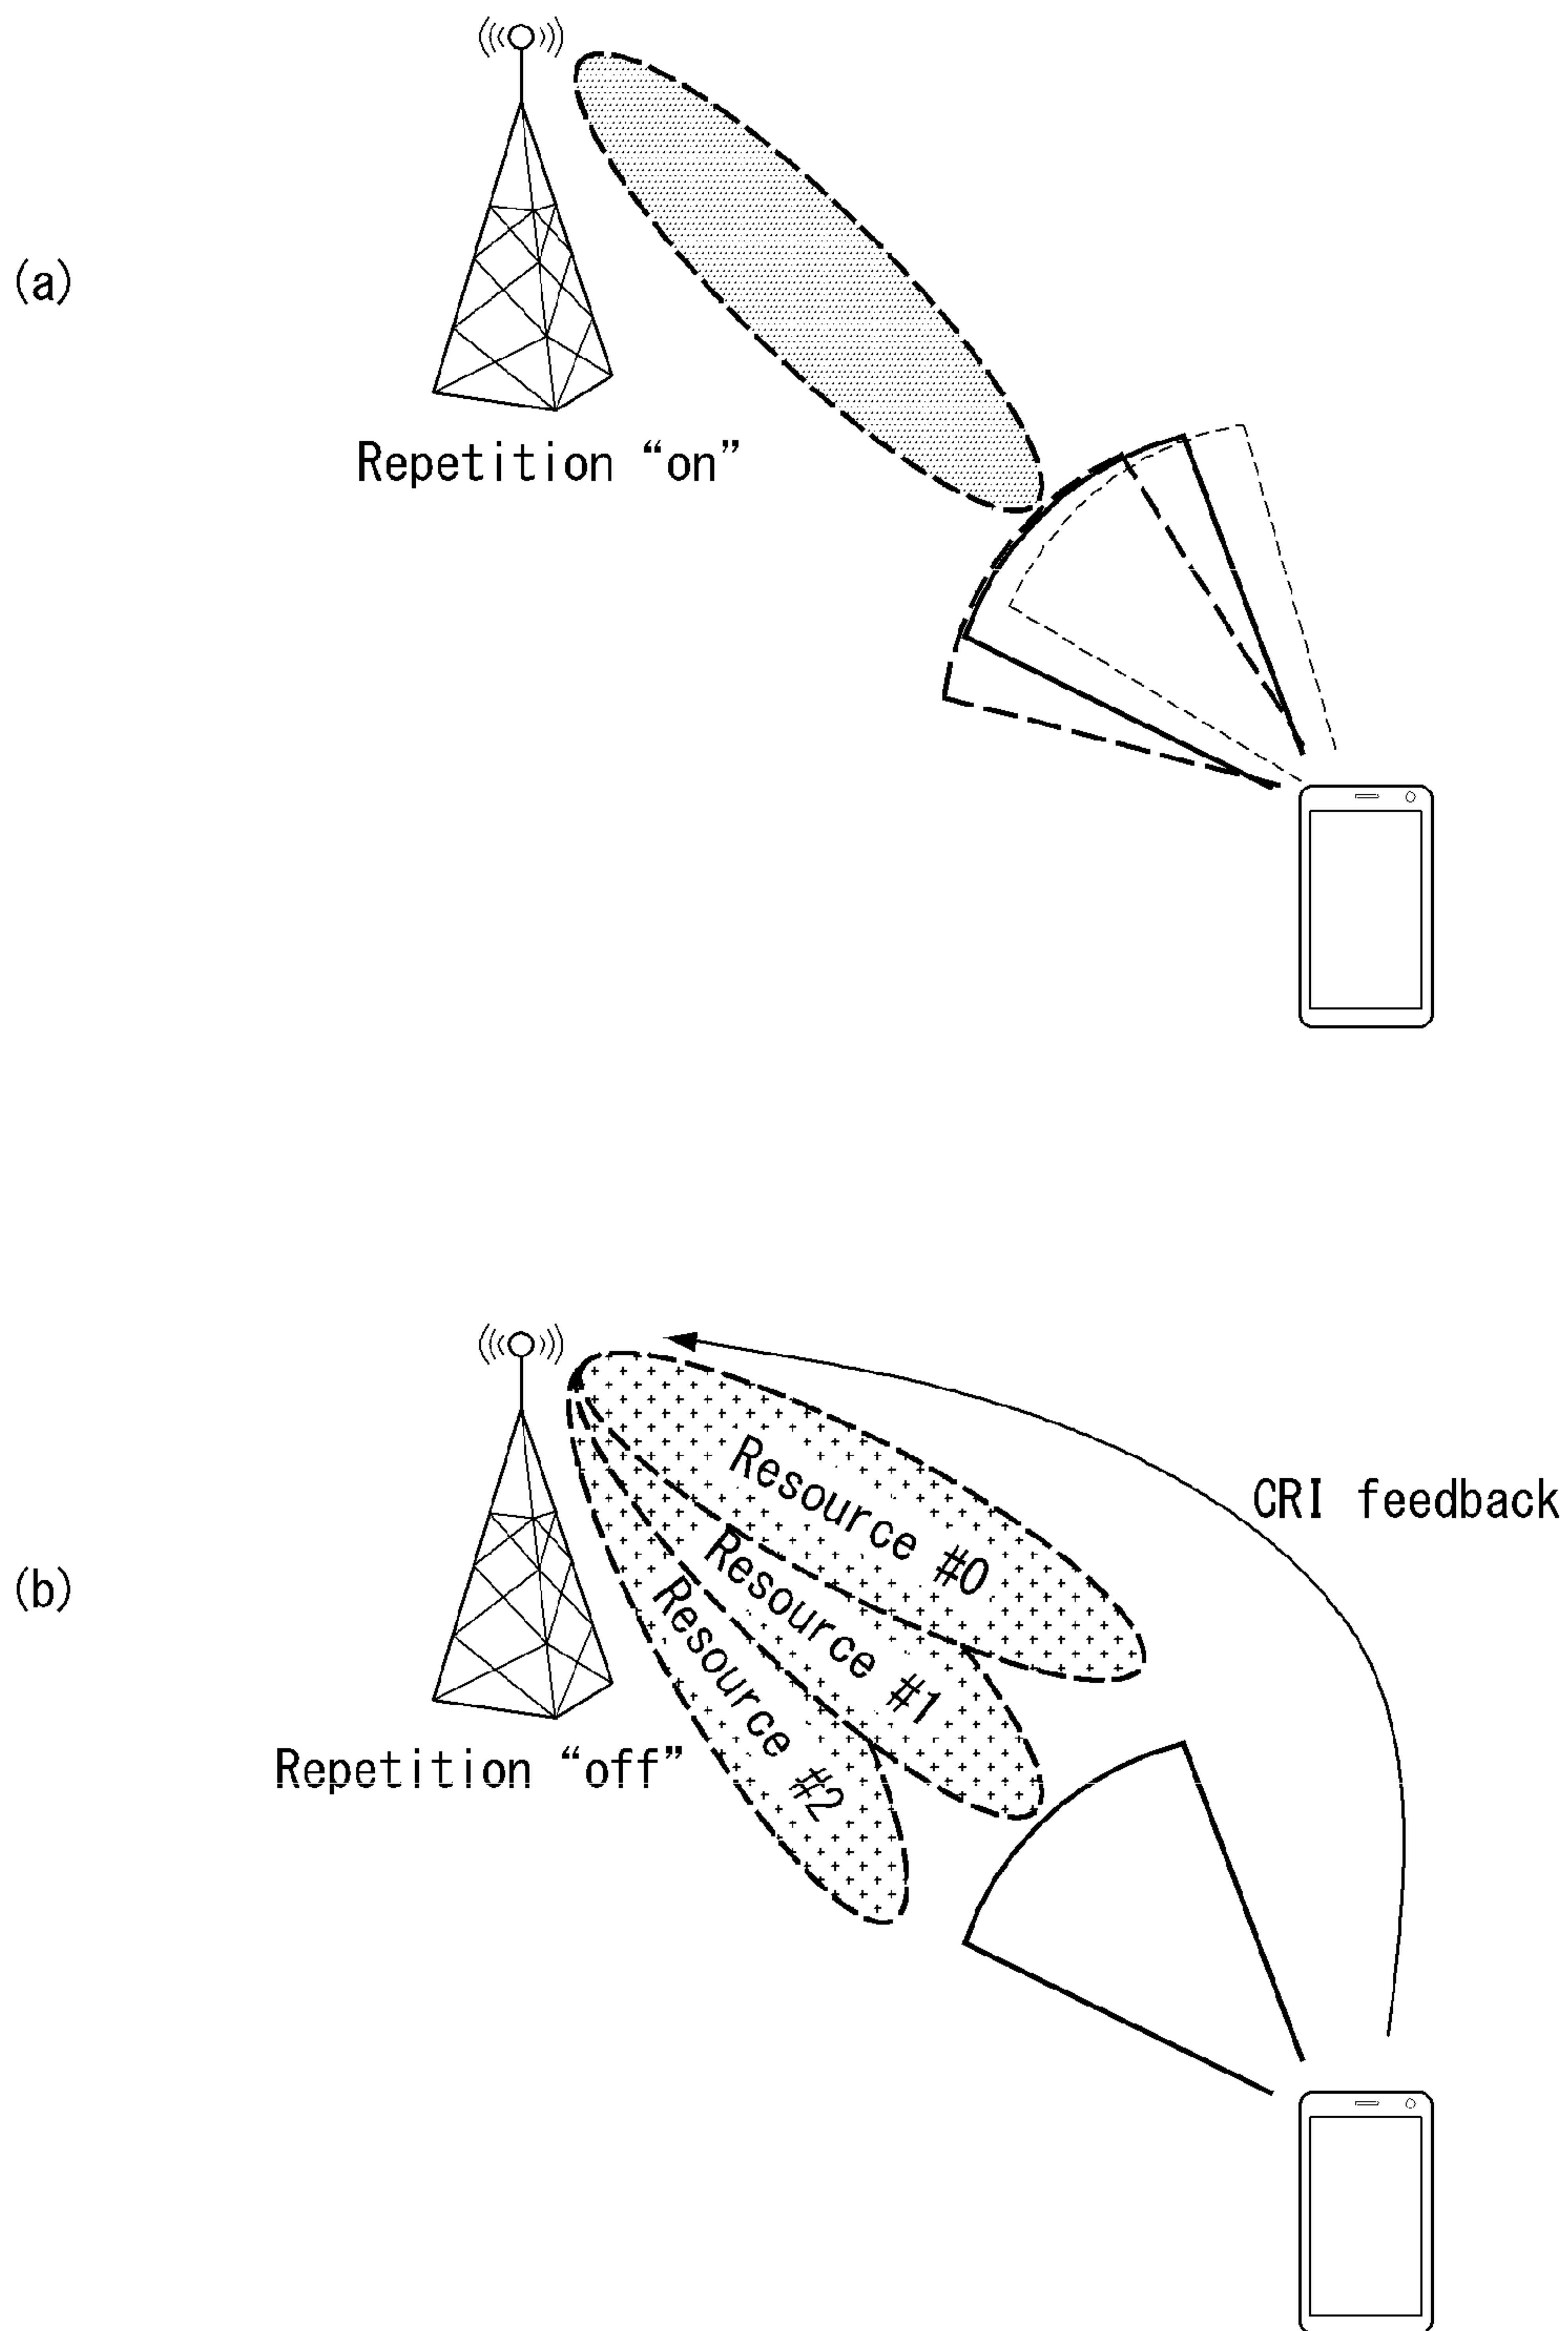 (a)
Repetition “on”
(b)
Resource #0
CRI feedback
Resource #1
Resource #2
Repetition “off”